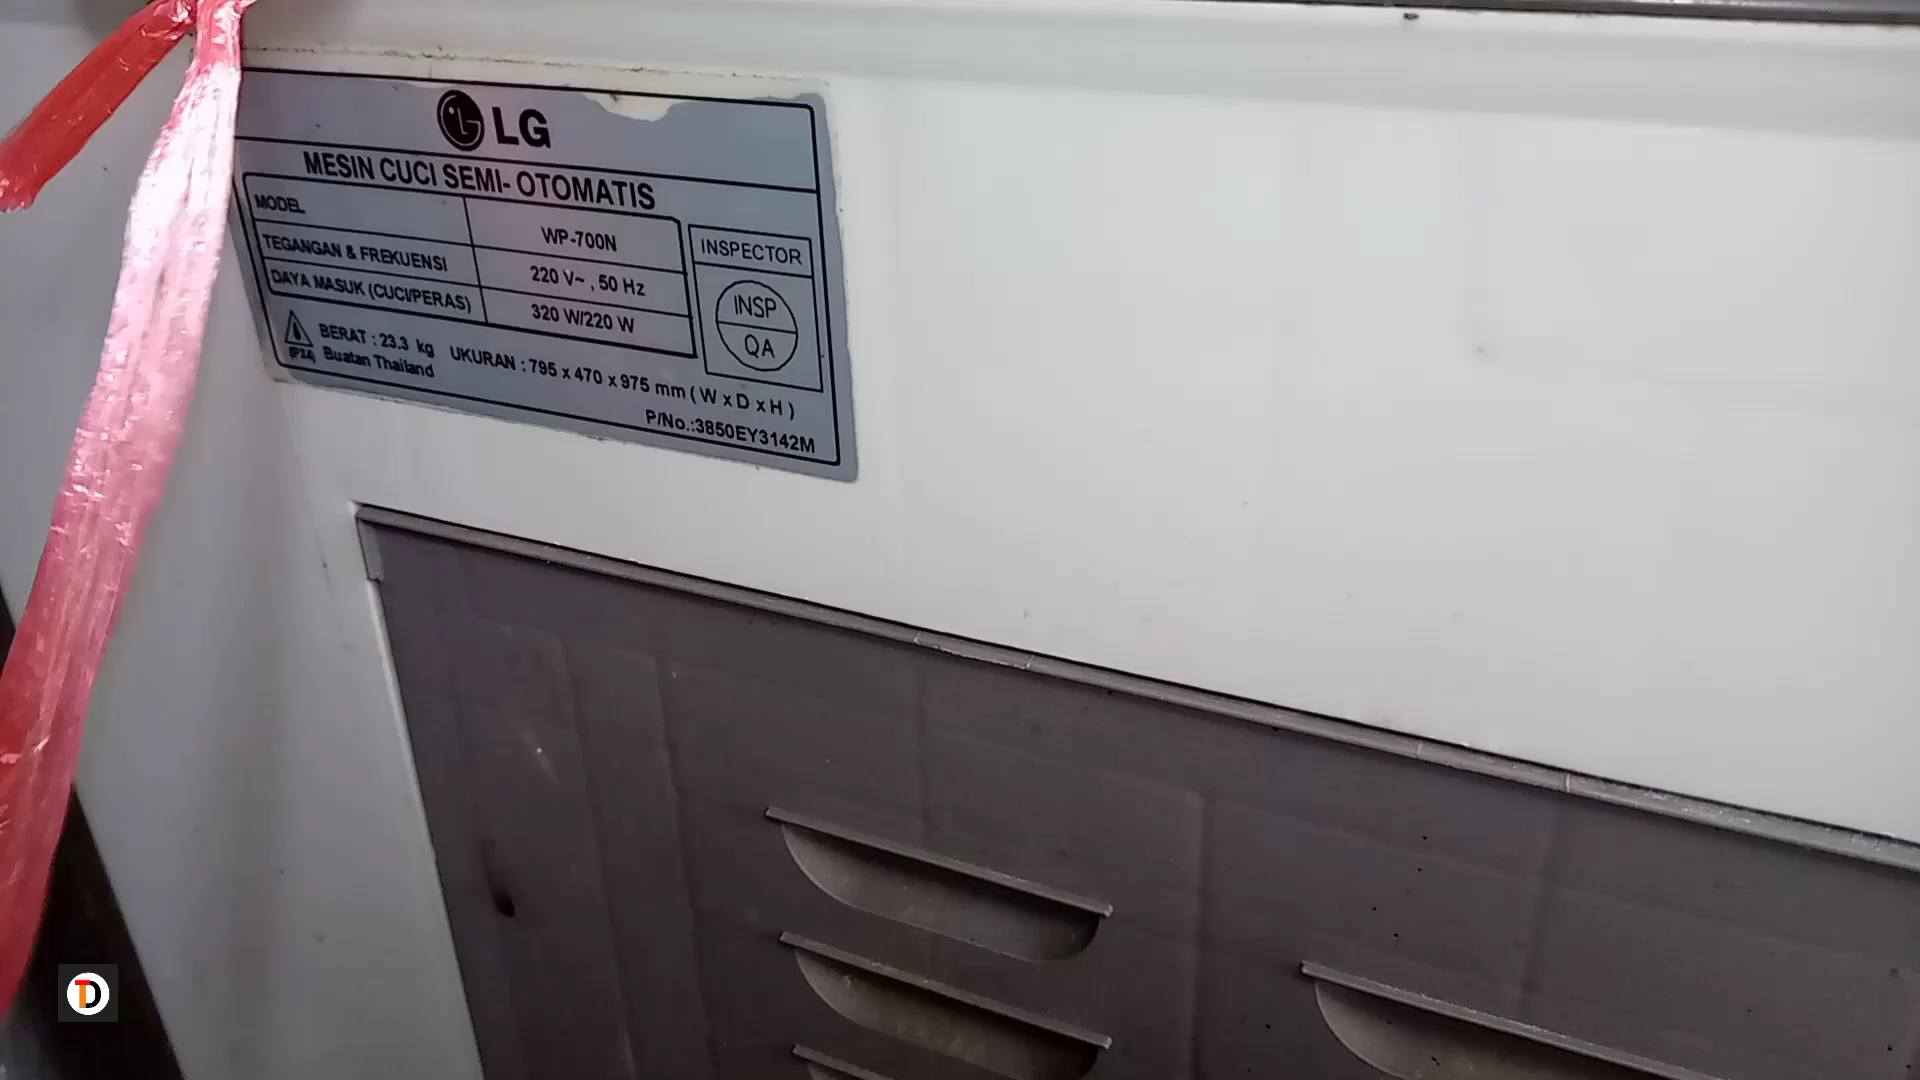 LG
MESIN CUCI SEMI-OTOMATIS
MODEL WP-700N
TEGANGAN & FREKUENSI 220 V~ , 50 Hz
DAYA MASUK (CUCI/PERAS) 320 W/220 W
INSPECTOR
INSP
QA
BERAT : 23.3 kg UKURAN : 795 x 470 x 975 mm ( W x D x H )
Buatan Thailand
P/No.:3850EY3142M
TD